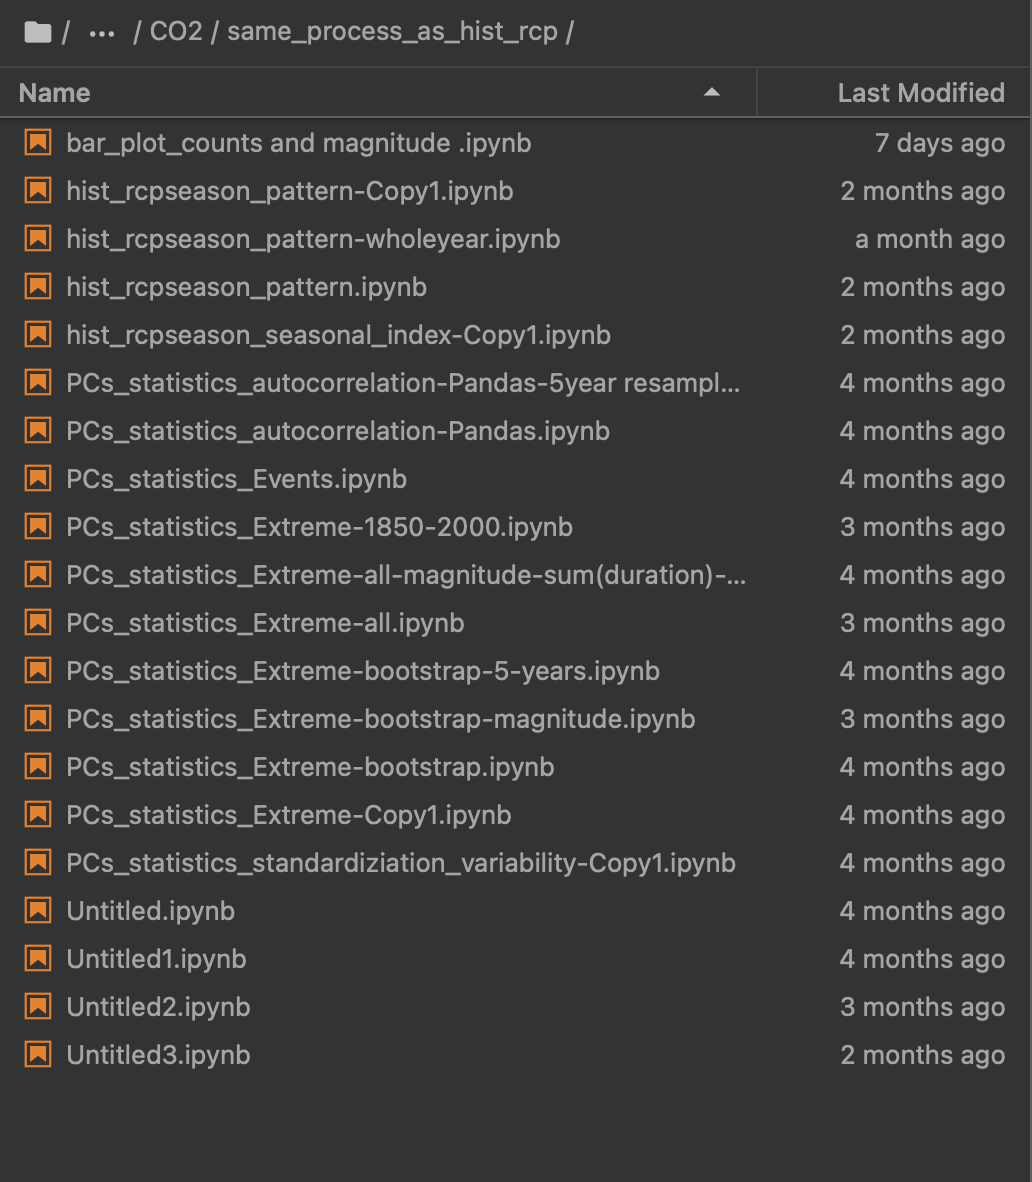 / ... / CO2 / same_process_as_hist_rcp /
Name Last Modified
bar_plot_counts and magnitude .ipynb 7 days ago
hist_rcpseason_pattern-Copy1.ipynb 2 months ago
hist_rcpseason_pattern-wholeyear.ipynb a month ago
hist_rcpseason_pattern.ipynb 2 months ago
hist_rcpseason_seasonal_index-Copy1.ipynb 2 months ago
PCs_statistics_autocorrelation-Pandas-5year resampl... 4 months ago
PCs_statistics_autocorrelation-Pandas.ipynb 4 months ago
PCs_statistics_Events.ipynb 4 months ago
PCs_statistics_Extreme-1850-2000.ipynb 3 months ago
PCs_statistics_Extreme-all-magnitude-sum(duration)-... 4 months ago
PCs_statistics_Extreme-all.ipynb 3 months ago
PCs_statistics_Extreme-bootstrap-5-years.ipynb 4 months ago
PCs_statistics_Extreme-bootstrap-magnitude.ipynb 3 months ago
PCs_statistics_Extreme-bootstrap.ipynb 4 months ago
PCs_statistics_Extreme-Copy1.ipynb 4 months ago
PCs_statistics_standardiziation_variability-Copy1.ipynb 4 months ago
Untitled.ipynb 4 months ago
Untitled1.ipynb 4 months ago
Untitled2.ipynb 3 months ago
Untitled3.ipynb 2 months ago